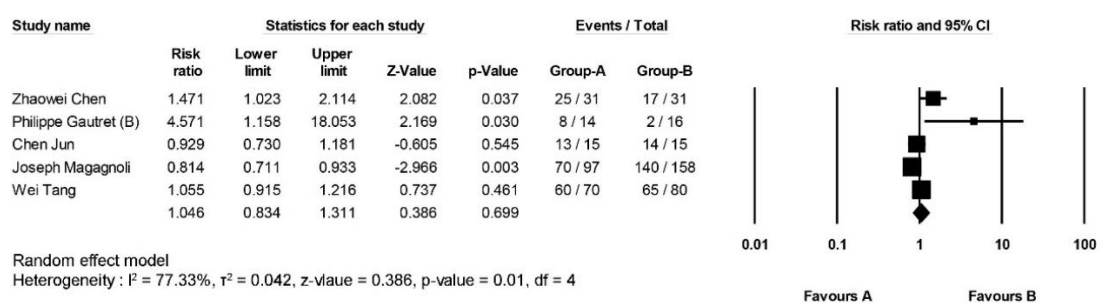 Study name Statistics for each study Events / Total Risk ratio and 95% CI
Risk ratio Lower limit Upper limit Z-Value p-Value Group-A Group-B
Zhaowei Chen 1.471 1.023 2.114 2.082 0.037 25 / 31 17 / 31
Philippe Gautret (B) 4.571 1.158 18.053 2.169 0.030 8 / 14 2 / 16
Chen Jun 0.929 0.730 1.181 -0.605 0.545 13 / 15 14 / 15
Joseph Magagnoli 0.814 0.711 0.933 -2.966 0.003 70 / 97 140 / 158
Wei Tang 1.055 0.915 1.216 0.737 0.461 60 / 70 65 / 80
1.046 0.834 1.311 0.386 0.699
0.01 0.1 1 10 100
Random effect model
Heterogeneity : I² = 77.33%, τ² = 0.042, z-vlaue = 0.386, p-value = 0.01, df = 4
Favours A Favours B